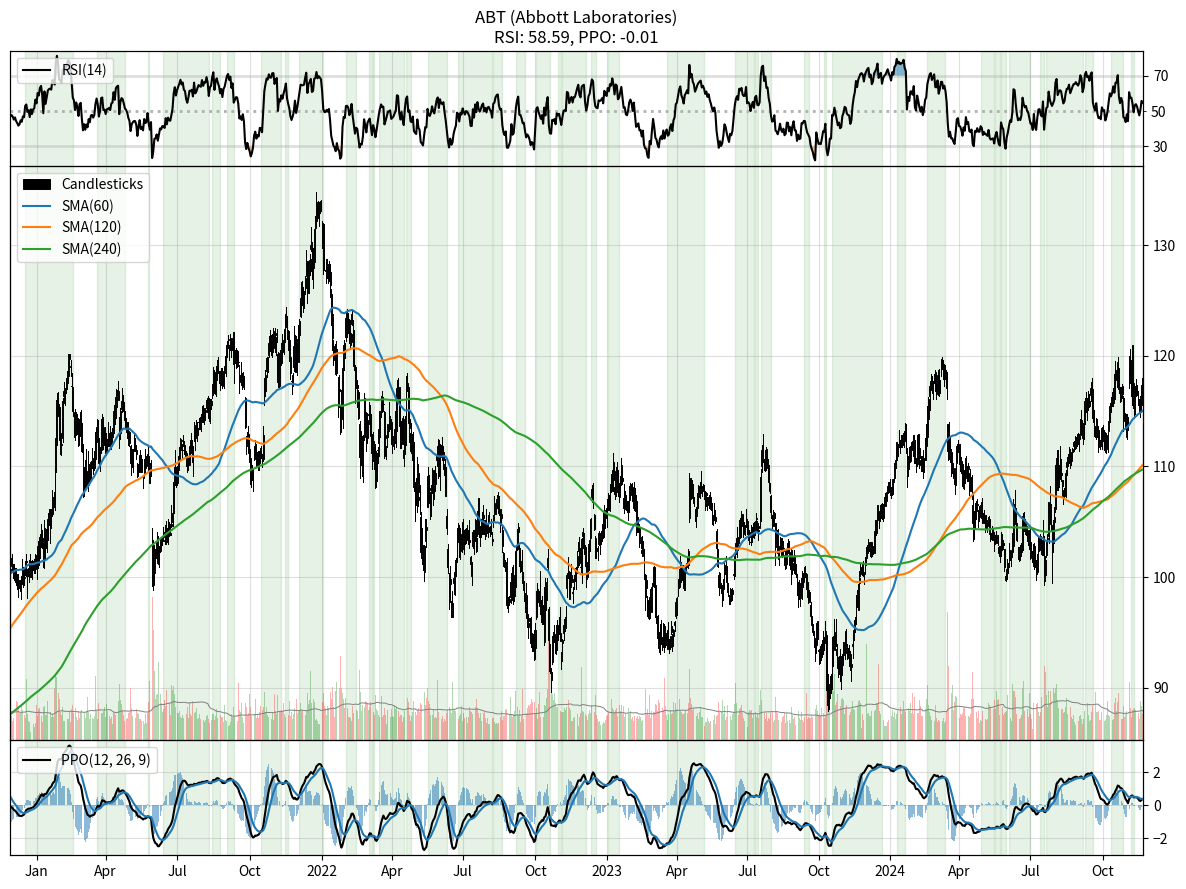 ABT (Abbott Laboratories)
RSI: 58.59, PPO: -0.01
RSI(14)
70
50
30
Candlesticks
SMA(60)
SMA(120)
SMA(240)
130
120
110
100
90
PPO(12, 26, 9)
2
0
−2
Jan Apr Jul Oct 2022 Apr Jul Oct 2023 Apr Jul Oct 2024 Apr Jul Oct